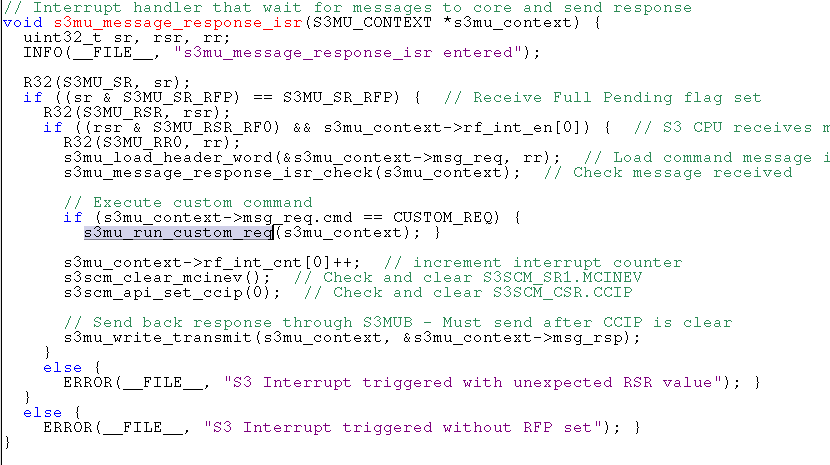 // Interrupt handler that wait for messages to core and send response
void s3mu_message_response_isr(S3MU_CONTEXT *s3mu_context) {
  uint32_t sr, rsr, rr;
  INFO(__FILE__, "s3mu_message_response_isr entered");

  R32(S3MU_SR, sr);
  if ((sr & S3MU_SR_RFP) == S3MU_SR_RFP) {  // Receive Full Pending flag set
    R32(S3MU_RSR, rsr);
    if ((rsr & S3MU_RSR_RF0) && s3mu_context->rf_int_en[0]) {  // S3 CPU receives m
      R32(S3MU_RR0, rr);
      s3mu_load_header_word(&s3mu_context->msg_req, rr);  // Load command message i
      s3mu_message_response_isr_check(s3mu_context);  // Check message received

      // Execute custom command
      if (s3mu_context->msg_req.cmd == CUSTOM_REQ) {
        s3mu_run_custom_req(s3mu_context); }

      s3mu_context->rf_int_cnt[0]++;  // increment interrupt counter
      s3scm_clear_mcinev();  // Check and clear S3SCM_SR1.MCINEV
      s3scm_api_set_ccip(0);  // Check and clear S3SCM_CSR.CCIP

      // Send back response through S3MUB - Must send after CCIP is clear
      s3mu_write_transmit(s3mu_context, &s3mu_context->msg_rsp);
    }
    else {
      ERROR(__FILE__, "S3 Interrupt triggered with unexpected RSR value"); }
  }
  else {
    ERROR(__FILE__, "S3 Interrupt triggered without RFP set"); }
}